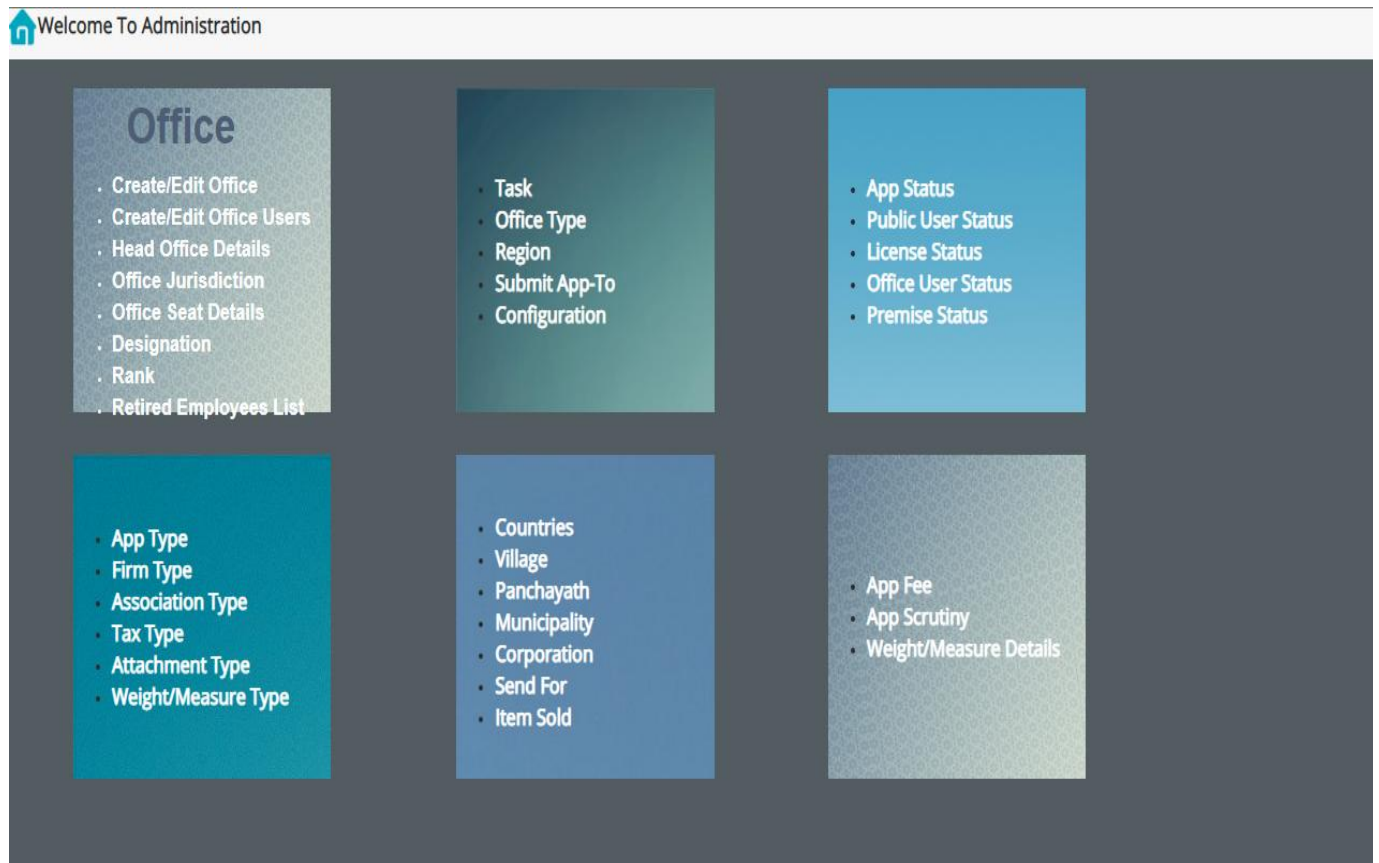 Welcome To Administration
Office
Create/Edit Office
Create/Edit Office Users
Head Office Details
Office Jurisdiction
Office Seat Details
Designation
Rank
Retired Employees List
Task
Office Type
Region
Submit App-To
Configuration
App Status
Public User Status
License Status
Office User Status
Premise Status
App Type
Firm Type
Association Type
Tax Type
Attachment Type
Weight/Measure Type
Countries
Village
Panchayath
Municipality
Corporation
Send For
Item Sold
App Fee
App Scrutiny
Weight/Measure Details